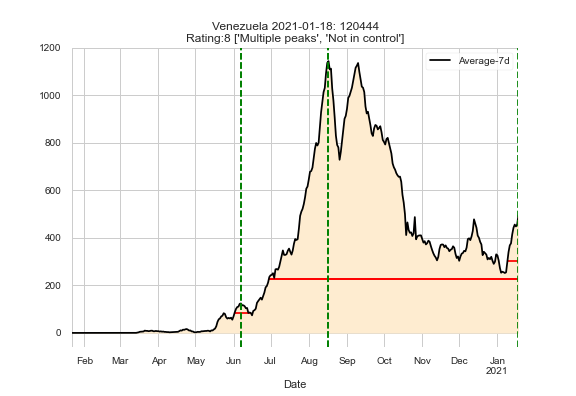 Venezuela 2021-01-18: 120444
Rating:8 ['Multiple peaks', 'Not in control']
1200
1000
800
600
400
200
0
Average-7d
Feb Mar Apr May Jun Jul Aug Sep Oct Nov Dec Jan
2021
Date